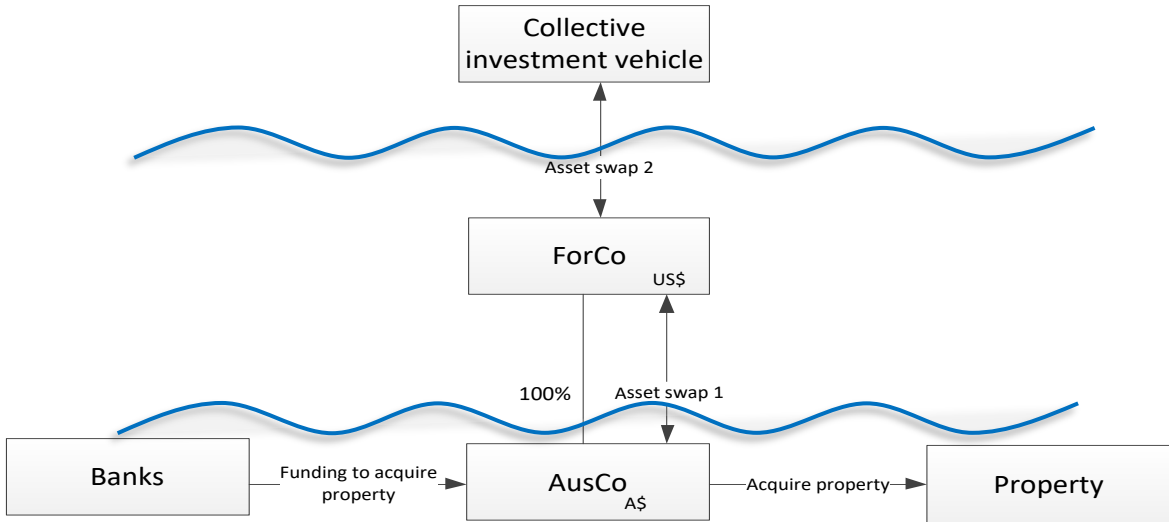 Collective
investment vehicle
Asset swap 2
ForCo
US$
100%
Asset swap 1
Banks
Funding to acquire
property
AusCo
A$
Acquire property
Property